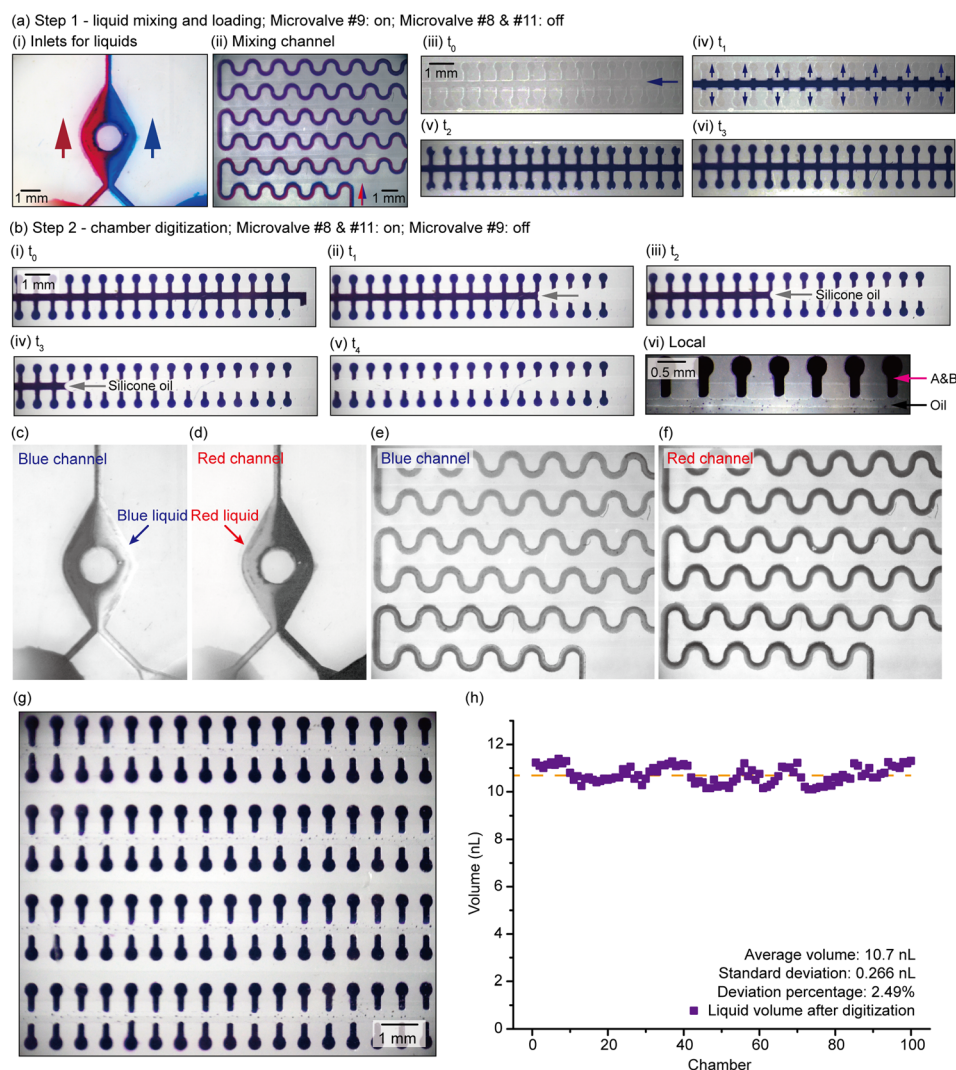 (a) Step 1 - liquid mixing and loading; Microvalve #9: on; Microvalve #8 & #11: off
(i) Inlets for liquids
(ii) Mixing channel
(iii) t0
(iv) t1
1 mm
1 mm
1 mm
(v) t2
(vi) t3
(b) Step 2 - chamber digitization; Microvalve #8 & #11: on; Microvalve #9: off
(i) t0
(ii) t1
(iii) t2
1 mm
Silicone oil
(iv) t3
(v) t4
(vi) Local
Silicone oil
0.5 mm
A&B
Oil
(c)
(d)
(e)
(f)
Blue channel
Red channel
Blue channel
Red channel
Blue liquid
Red liquid
(g)
1 mm
(h)
12
10
8
6
4
2
0
Volume (nL)
Average volume: 10.7 nL
Standard deviation: 0.266 nL
Deviation percentage: 2.49%
Liquid volume after digitization
0
20
40
60
80
100
Chamber